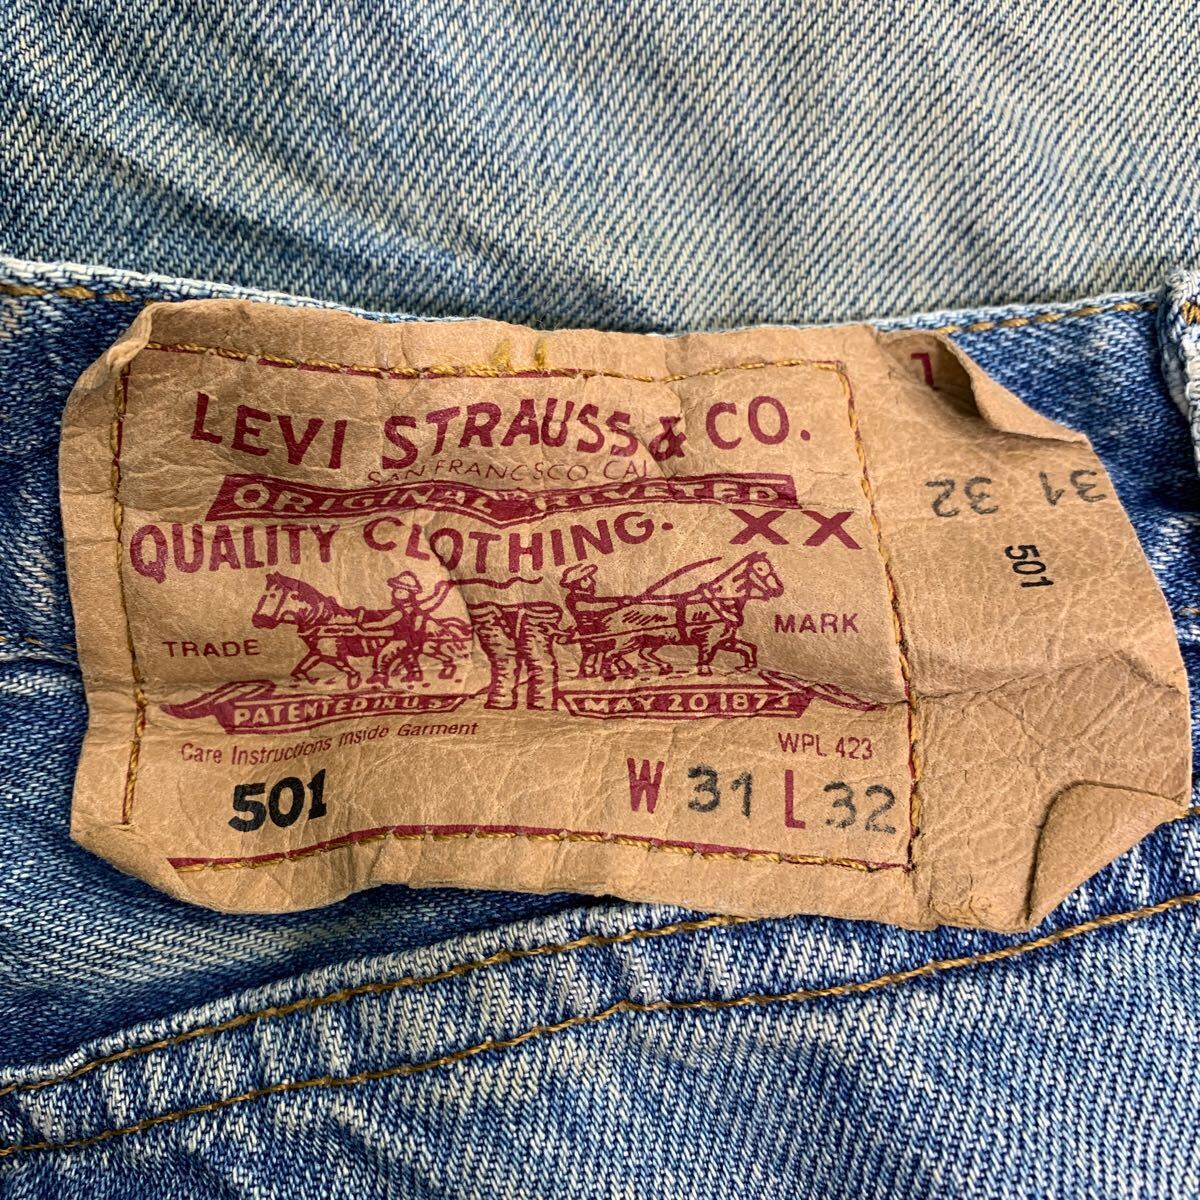 LEVI STRAUSS & CO.
SAN FRANCISCO CAL
ORIGINAL RIVETED
QUALITY CLOTHING. XX
TRADE MARK
PATENTED IN U.S
MAY 20 1873
Care Instructions Inside Garment
WPL 423
501 W 31 L 32
31 32
501